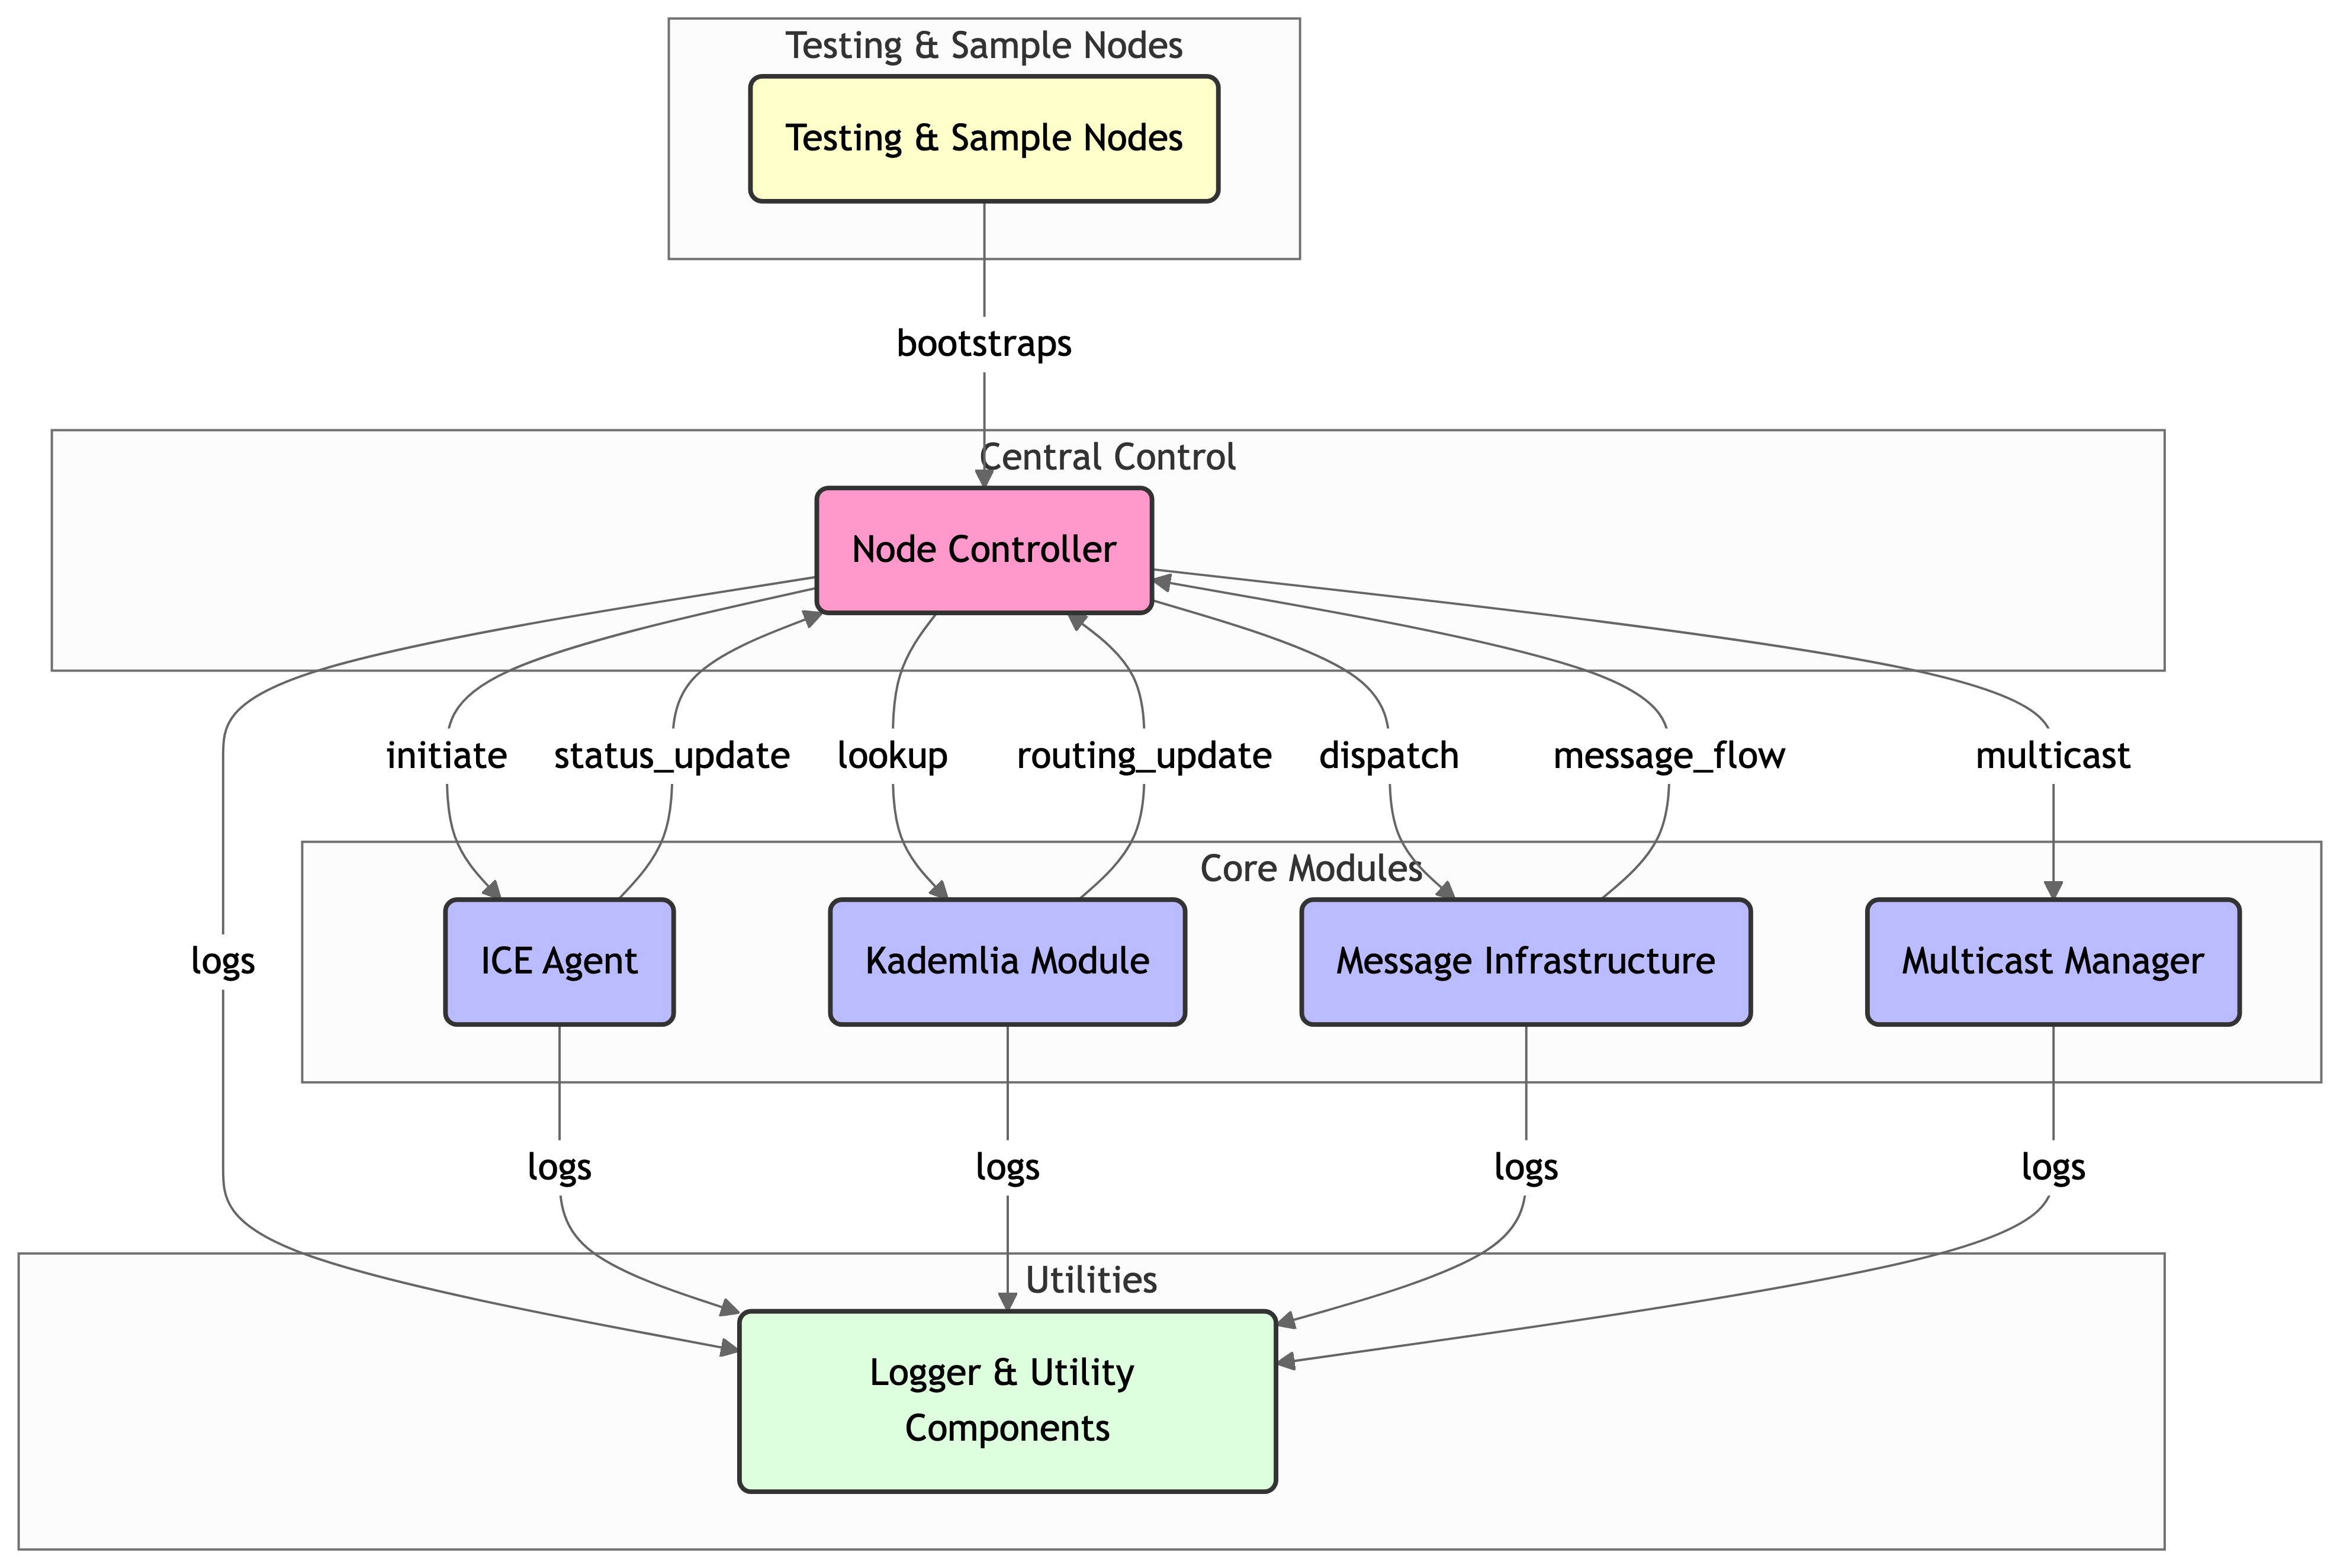 Testing & Sample Nodes
Testing & Sample Nodes
bootstraps
Central Control
Node Controller
initiate
status_update
lookup
routing_update
dispatch
message_flow
multicast
Core Modules
logs
ICE Agent
Kademlia Module
Message Infrastructure
Multicast Manager
logs
logs
logs
logs
Utilities
Logger & Utility
Components